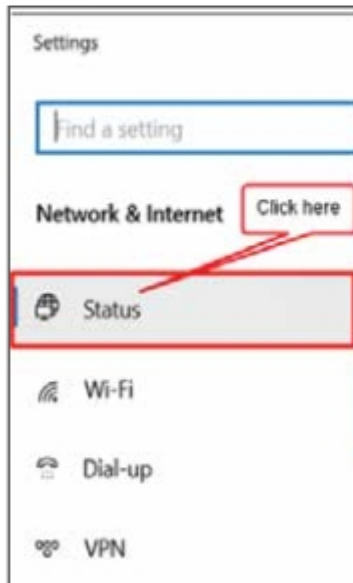 Settings
Find a setting
Network & Internet
Click here
Status
Wi-Fi
Dial-up
VPN